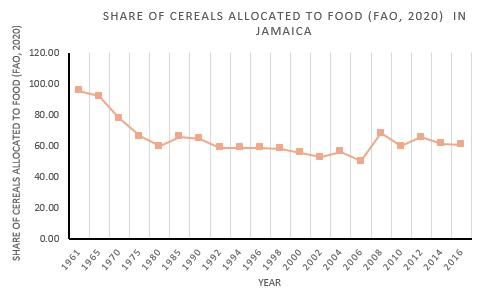 SHARE OF CEREALS ALLOCATED TO FOOD (FAO, 2020) IN
JAMAICA
SHARE OF CEREALS ALLOCATED TO FOOD (FAO, 2020)
120.00
100.00
80.00
60.00
40.00
20.00
0.00
1961 1965 1970 1975 1980 1985 1990 1992 1994 1996 1998 2000 2002 2004 2006 2008 2010 2012 2014 2016
YEAR